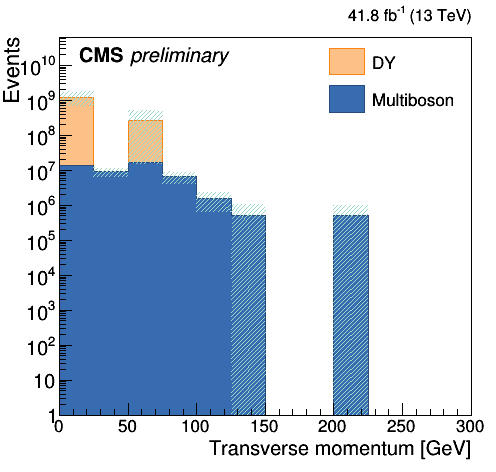 41.8 fb⁻¹ (13 TeV)
CMS preliminary
DY
Multiboson
Events
10¹⁰
10⁹
10⁸
10⁷
10⁶
10⁵
10⁴
10³
10²
10
1
0 50 100 150 200 250 300
Transverse momentum [GeV]